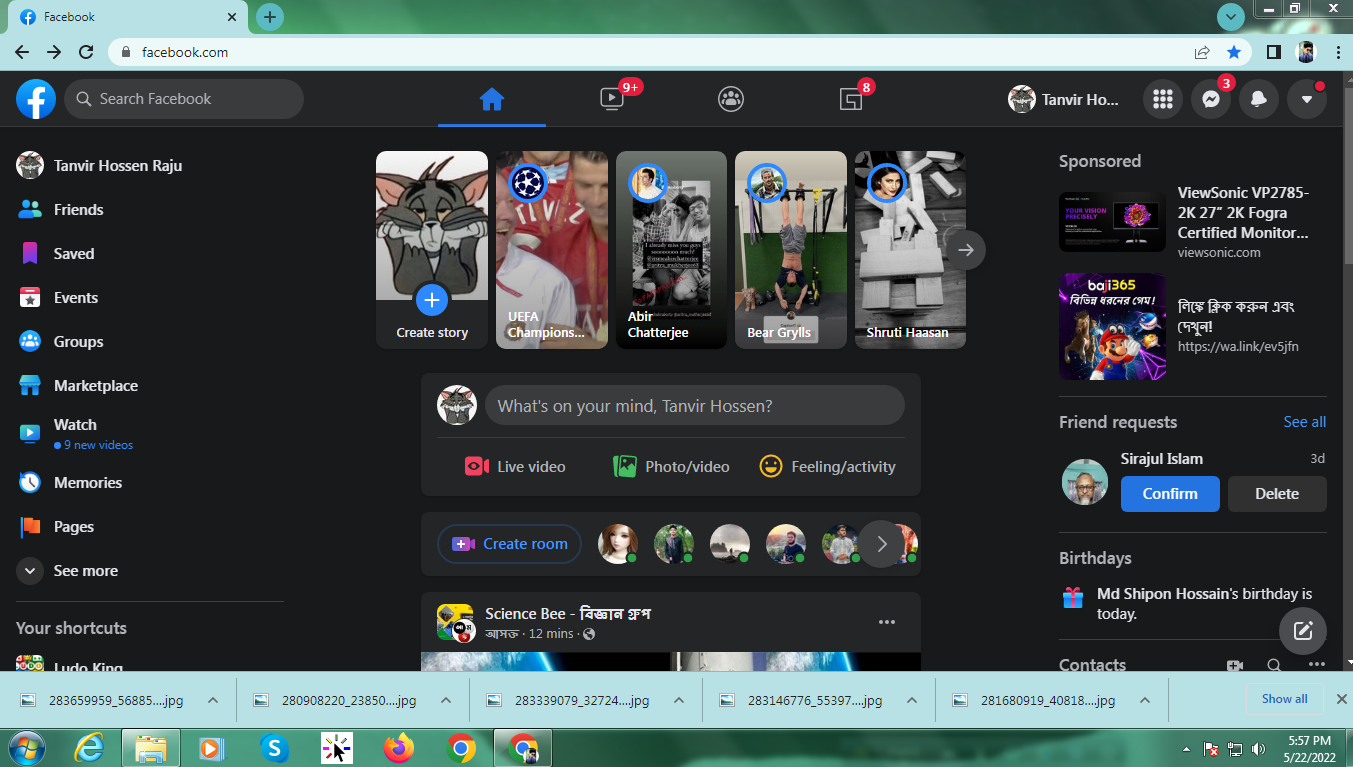 Facebook
facebook.com
Search Facebook
9+
8
Tanvir Ho...
3
Tanvir Hossen Raju
Friends
Saved
Events
Groups
Marketplace
Watch
9 new videos
Memories
Pages
See more
Your shortcuts
Ludo King
Create story
UEFA
Champions...
Abir
Chatterjee
Bear Grylls
Shruti Haasan
What's on your mind, Tanvir Hossen?
Live video
Photo/video
Feeling/activity
Create room
Science Bee - বিজ্ঞান গ্রুপ
আসক্ত · 12 mins ·
Sponsored
YOUR VISION
PRECISELY
ViewSonic VP2785-
2K 27" 2K Fogra
Certified Monitor...
viewsonic.com
baji365
বিভিন্ন ধরনের গেম!
লিঙ্কে ক্লিক করুন এবং
দেখুন!
https://wa.link/ev5jfn
Friend requests
See all
Sirajul Islam
3d
Confirm
Delete
Birthdays
Md Shipon Hossain's birthday is
today.
Contacts
283659959_56885....jpg
280908220_23850....jpg
283339079_32724....jpg
283146776_55397....jpg
281680919_40818....jpg
Show all
5:57 PM
5/22/2022